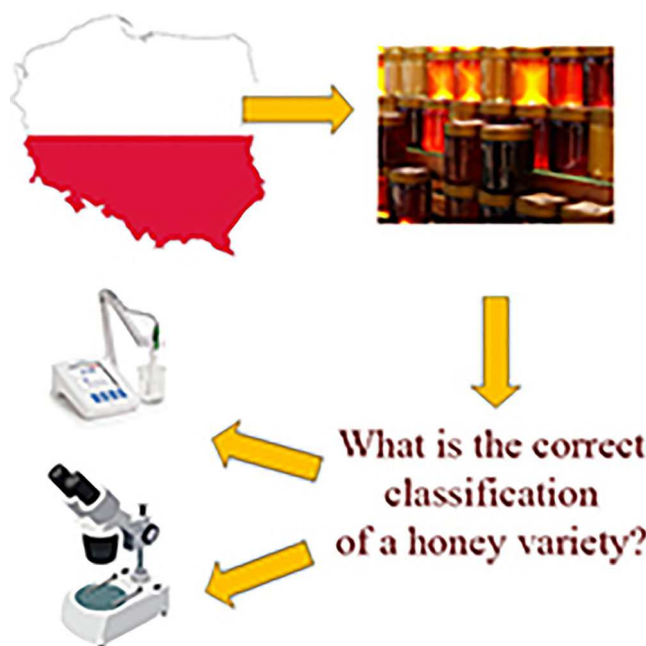 What is the correct
classification
of a honey variety?